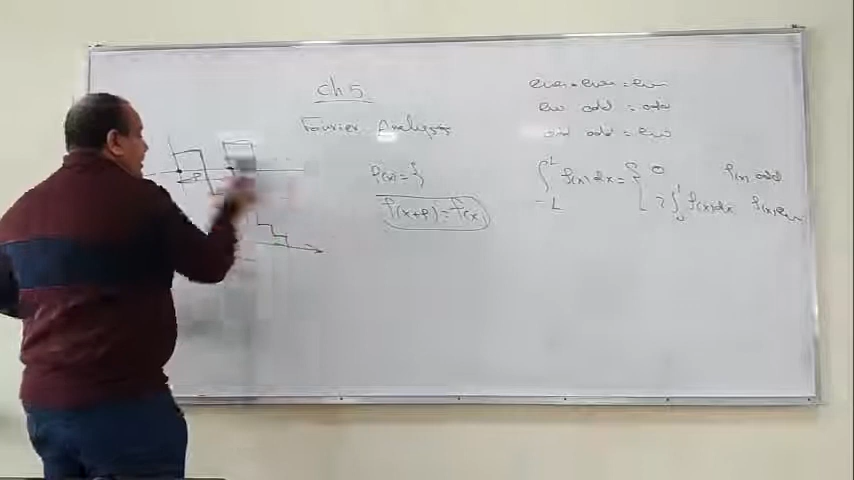 Ch 5
Fourier Analysis
f(x) = {
f(x+p) = f(x)
even · even = even
even odd = odd
odd odd = even
∫_{-L}^{L} f(x) dx = { 0 f(x) odd
2 ∫_0^L f(x) dx f(x) even